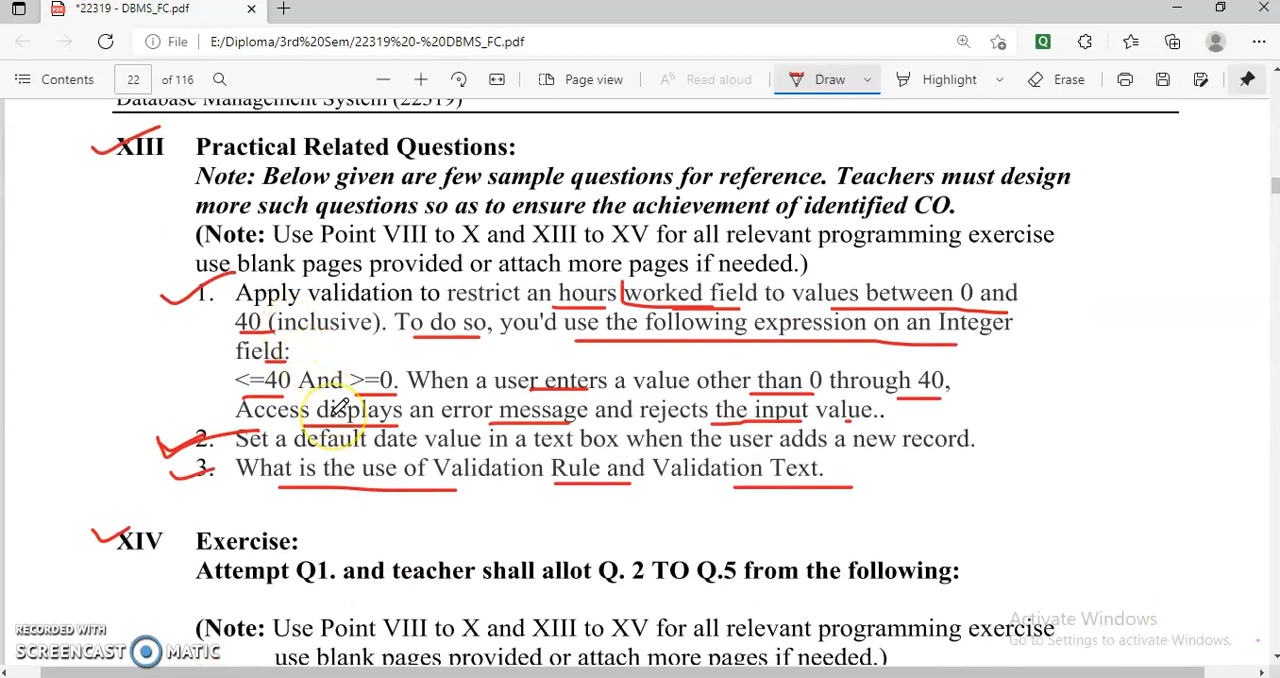 *22319 - DBMS_FC.pdf
File E:/Diploma/3rd%20Sem/22319%20-%20DBMS_FC.pdf
Contents 22 of 116 Page view Read aloud Draw Highlight Erase
Database Management System (22319)
XIII Practical Related Questions:
Note: Below given are few sample questions for reference. Teachers must design
more such questions so as to ensure the achievement of identified CO.
(Note: Use Point VIII to X and XIII to XV for all relevant programming exercise
use blank pages provided or attach more pages if needed.)
1. Apply validation to restrict an hours worked field to values between 0 and
40 (inclusive). To do so, you'd use the following expression on an Integer
field:
<=40 And >=0. When a user enters a value other than 0 through 40,
Access displays an error message and rejects the input value..
2. Set a default date value in a text box when the user adds a new record.
3. What is the use of Validation Rule and Validation Text.
XIV Exercise:
Attempt Q1. and teacher shall allot Q. 2 TO Q.5 from the following:
(Note: Use Point VIII to X and XIII to XV for all relevant programming exercise
use blank pages provided or attach more pages if needed.)
Activate Windows
Go to Settings to activate Windows.
RECORDED WITH
SCREENCAST MATIC